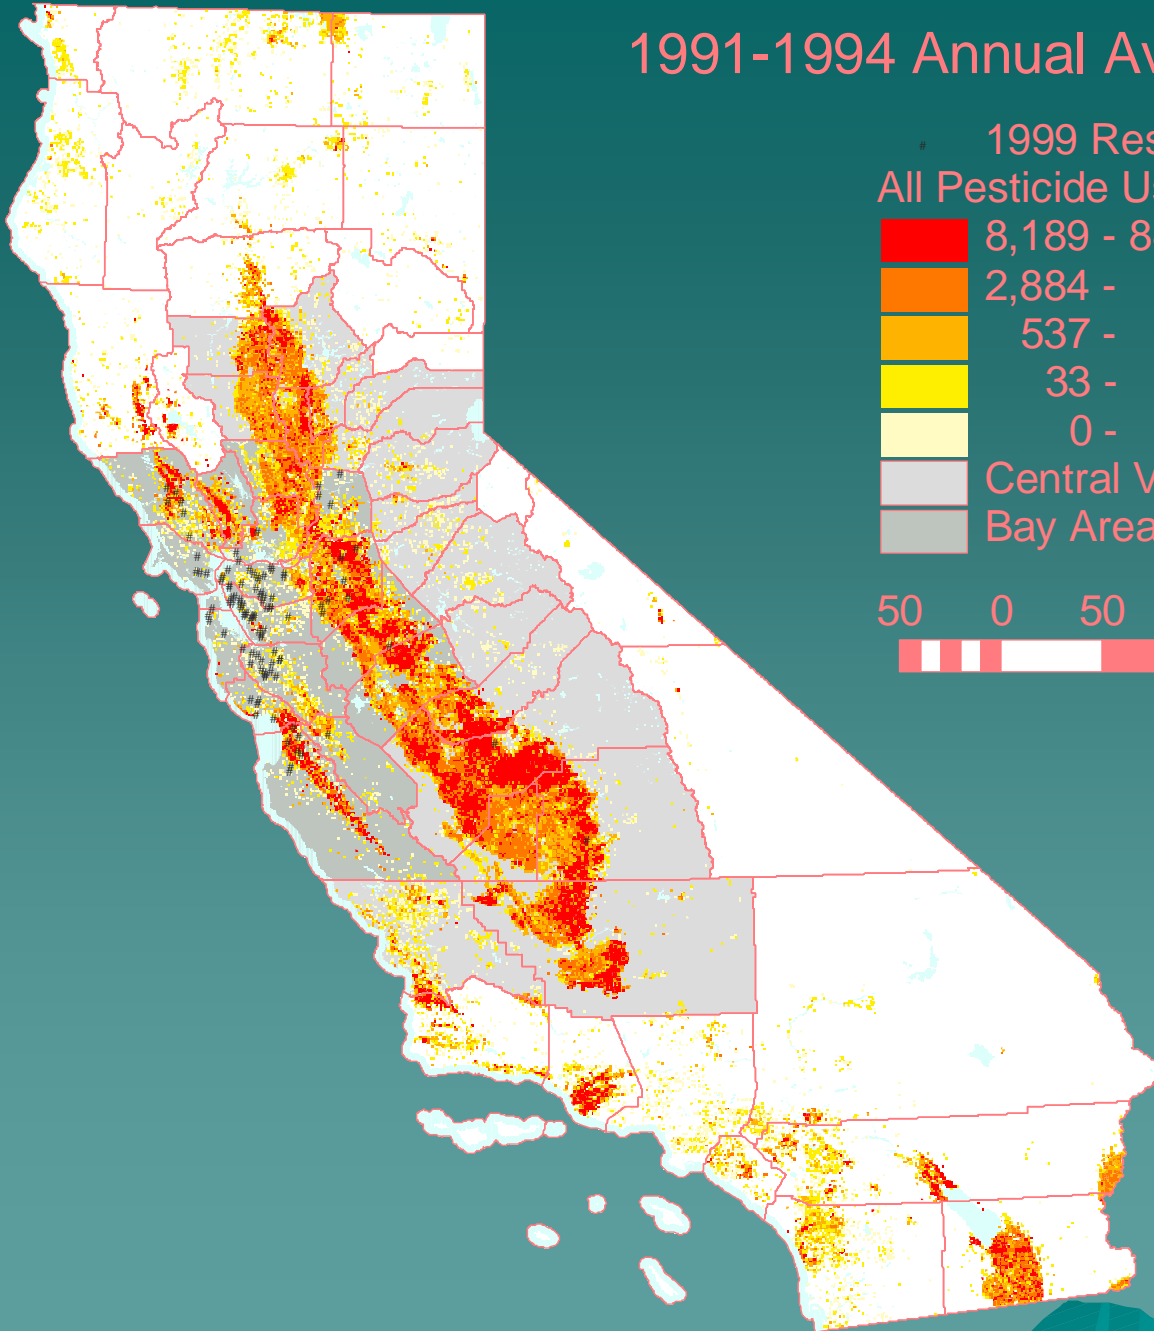 1991-1994 Annual Av
# 1999 Res
All Pesticide Us
8,189 - 8
2,884 -
537 -
33 -
0 -
Central V
Bay Area
50 0 50